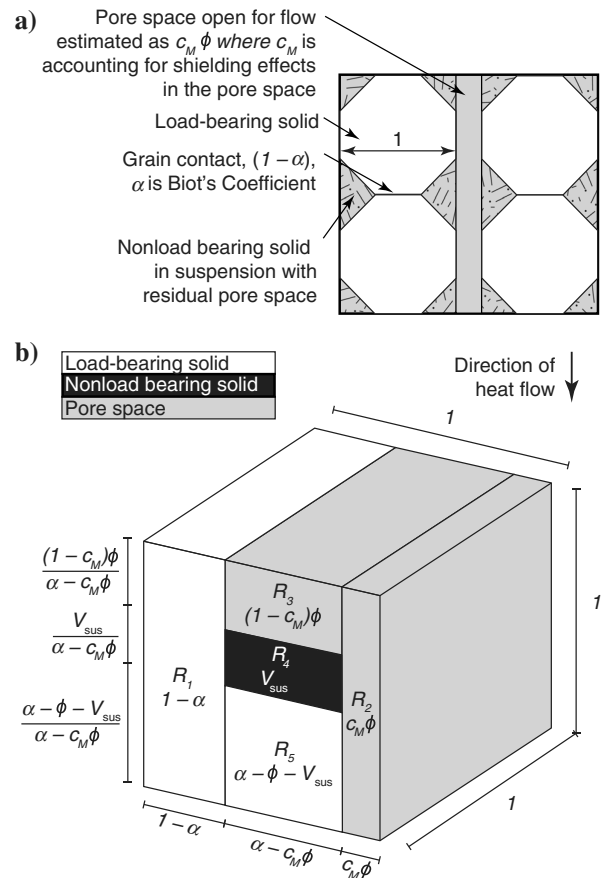 a)
Pore space open for flow
estimated as c_M ϕ where c_M is
accounting for shielding effects
in the pore space
Load-bearing solid
1
Grain contact, (1 – α),
α is Biot's Coefficient
Nonload bearing solid
in suspension with
residual pore space
b)
Load-bearing solid
Nonload bearing solid
Pore space
Direction of
heat flow
1
(1 – c_M)ϕ
α – c_Mϕ
V_sus
α – c_Mϕ
α – ϕ – V_sus
α – c_Mϕ
R_1
1 – α
R_3
(1 – c_M)ϕ
R_4
V_sus
R_5
α – ϕ – V_sus
R_2
c_Mϕ
1
1
1 – α
α – c_Mϕ
c_Mϕ